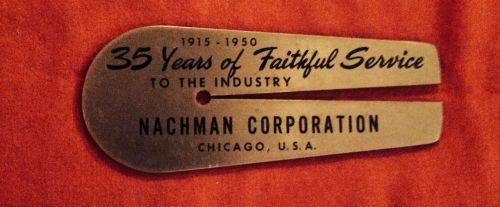 1915 - 1950
35 Years of Faithful Service
TO THE INDUSTRY
NACHMAN CORPORATION
CHICAGO, U.S.A.